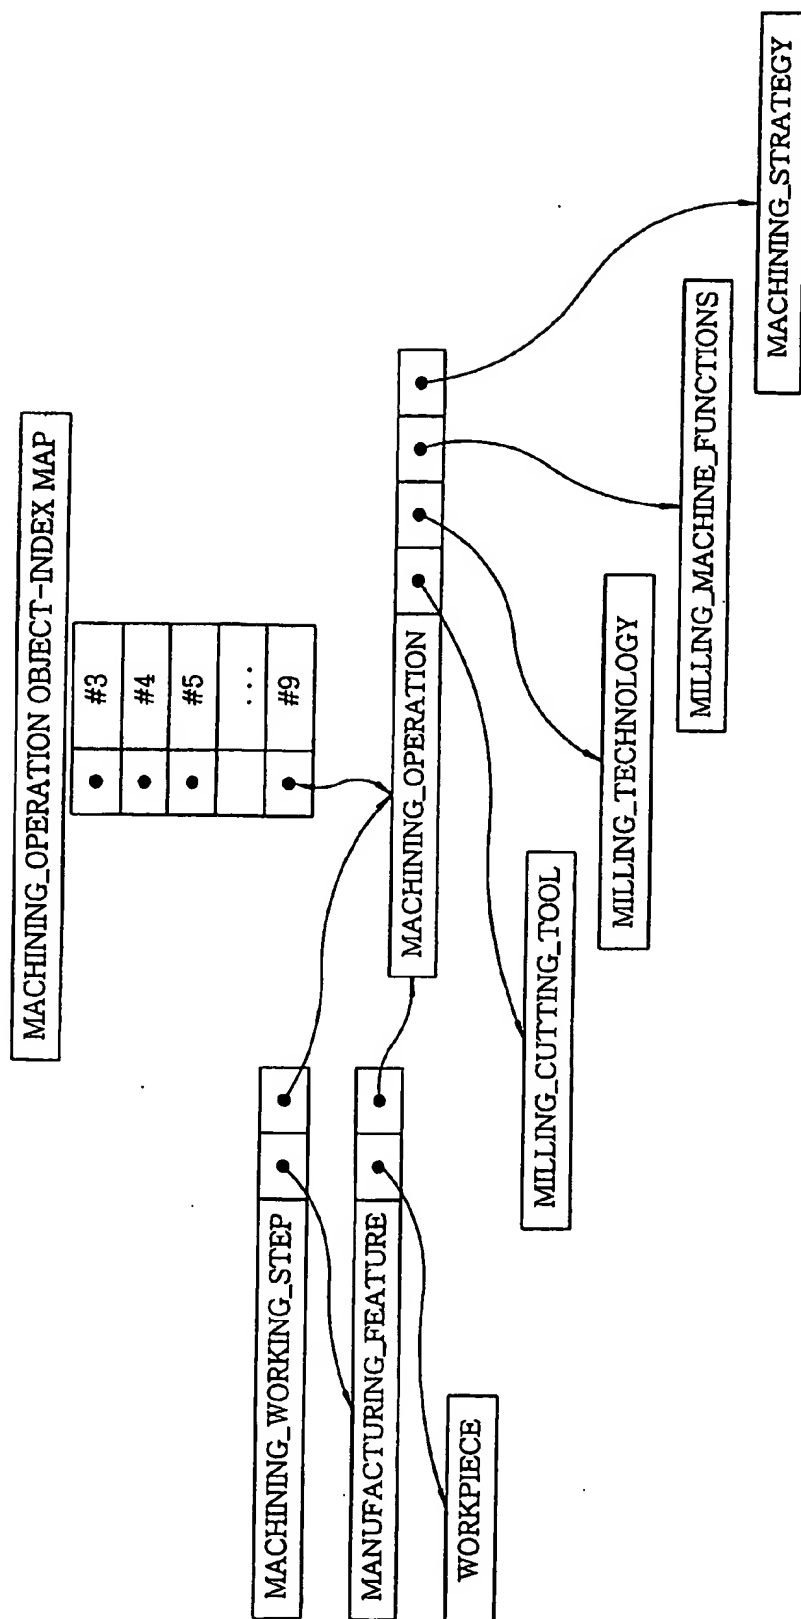 MACHINING_OPERATION OBJECT-INDEX MAP
#3
#4
#5
...
#9
MACHINING_WORKING_STEP
MANUFACTURING_FEATURE
WORKPIECE
MACHINING_OPERATION
MILLING_CUTTING_TOOL
MILLING_TECHNOLOGY
MILLING_MACHINE_FUNCTIONS
MACHINING_STRATEGY